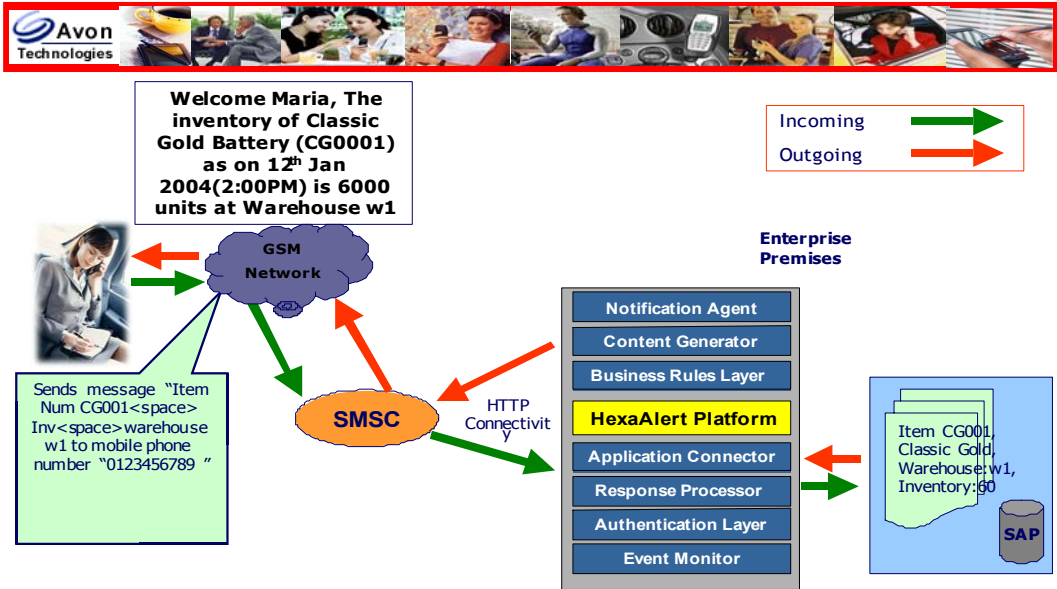 Avon
Technologies
Welcome Maria, The
inventory of Classic
Gold Battery (CG0001)
as on 12th Jan
2004(2:00PM) is 6000
units at Warehouse w1
Incoming
Outgoing
GSM
Network
Enterprise
Premises
Sends message “Item
Num CG001<space>
Inv<space>warehouse
w1 to mobile phone
number “0123456789 ”
SMSC
HTTP
Connectivit
y
Notification Agent
Content Generator
Business Rules Layer
HexaAlert Platform
Application Connector
Response Processor
Authentication Layer
Event Monitor
Item CG001,
Classic Gold,
Warehouse:w1,
Inventory:60
SAP